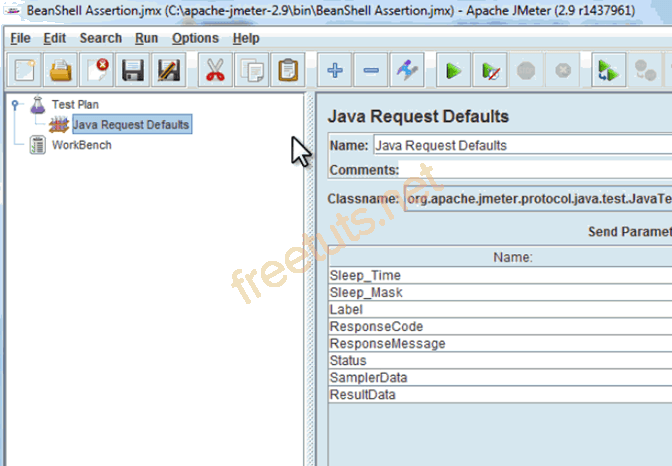 BeanShell Assertion.jmx (C:\apache-jmeter-2.9\bin\BeanShell Assertion.jmx) - Apache JMeter (2.9 r1437961)
File Edit Search Run Options Help
Test Plan
Java Request Defaults
WorkBench
Java Request Defaults
Name: Java Request Defaults
Comments:
Classname: org.apache.jmeter.protocol.java.test.JavaTe
Send Paramet
Name:
Sleep_Time
Sleep_Mask
Label
ResponseCode
ResponseMessage
Status
SamplerData
ResultData
freetuts.net